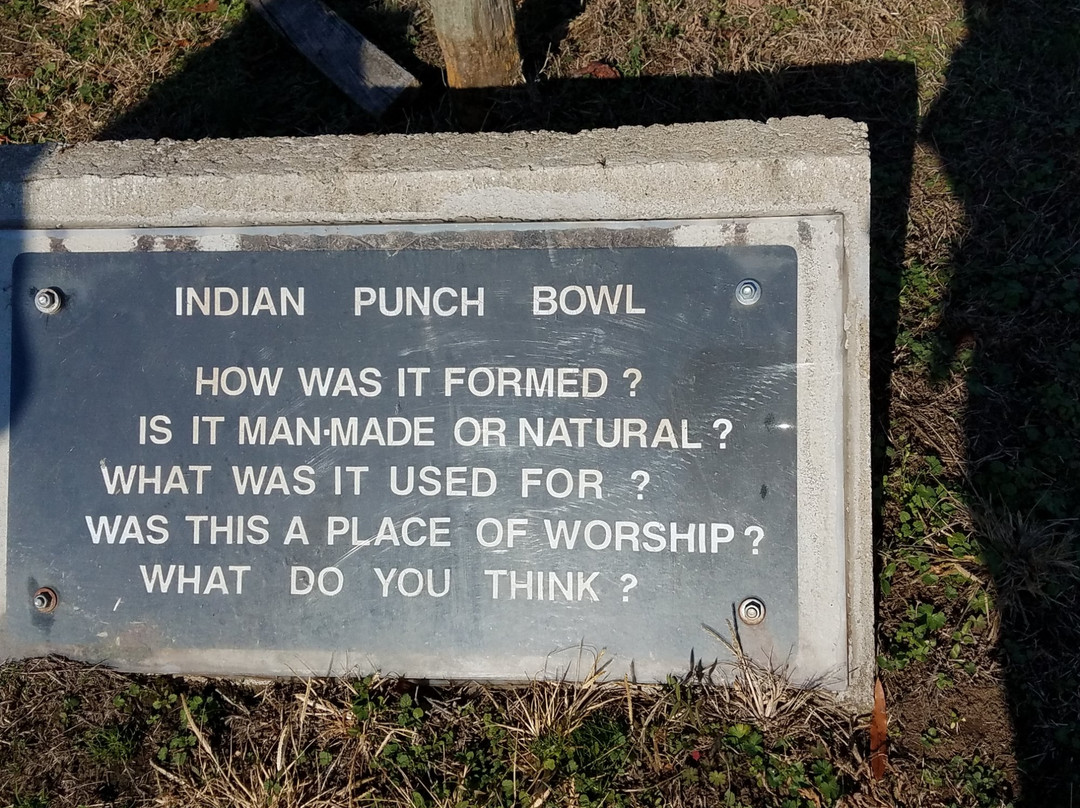 INDIAN PUNCH BOWL
HOW WAS IT FORMED ?
IS IT MAN-MADE OR NATURAL ?
WHAT WAS IT USED FOR ?
WAS THIS A PLACE OF WORSHIP ?
WHAT DO YOU THINK ?